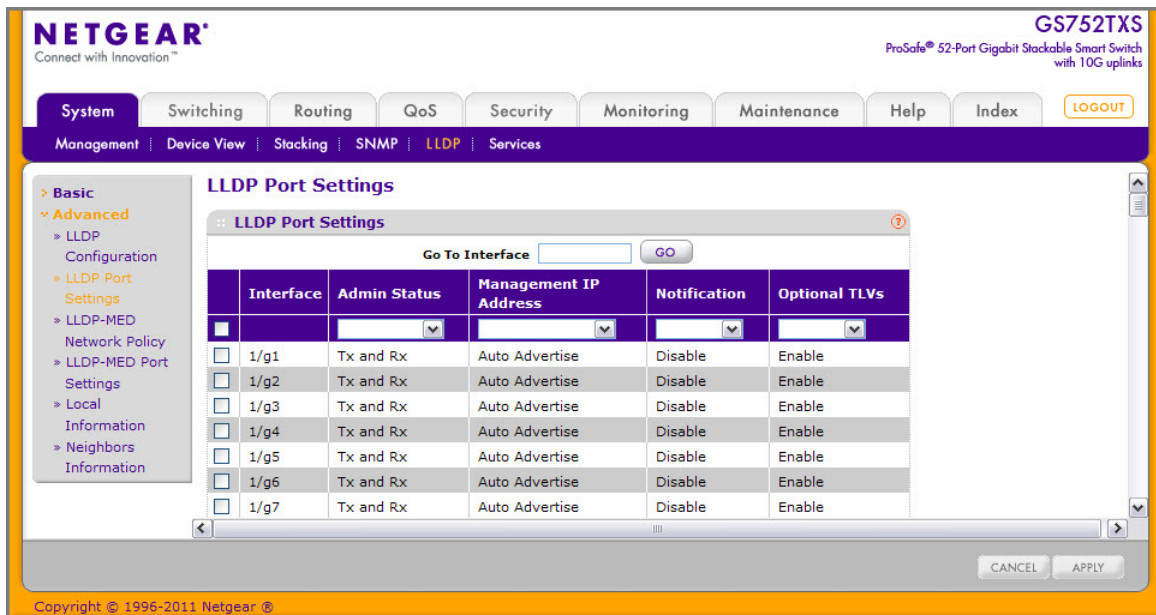 NETGEAR®
Connect with Innovation™
GS752TXS
ProSafe® 52-Port Gigabit Stackable Smart Switch
with 10G uplinks
System Switching Routing QoS Security Monitoring Maintenance Help Index LOGOUT
Management Device View Stacking SNMP LLDP Services
Basic
Advanced
» LLDP
Configuration
» LLDP Port
Settings
» LLDP-MED
Network Policy
» LLDP-MED Port
Settings
» Local
Information
» Neighbors
Information
LLDP Port Settings
LLDP Port Settings ?
Go To Interface GO
Interface Admin Status Management IP Address Notification Optional TLVs
1/g1 Tx and Rx Auto Advertise Disable Enable
1/g2 Tx and Rx Auto Advertise Disable Enable
1/g3 Tx and Rx Auto Advertise Disable Enable
1/g4 Tx and Rx Auto Advertise Disable Enable
1/g5 Tx and Rx Auto Advertise Disable Enable
1/g6 Tx and Rx Auto Advertise Disable Enable
1/g7 Tx and Rx Auto Advertise Disable Enable
CANCEL APPLY
Copyright © 1996-2011 Netgear ®